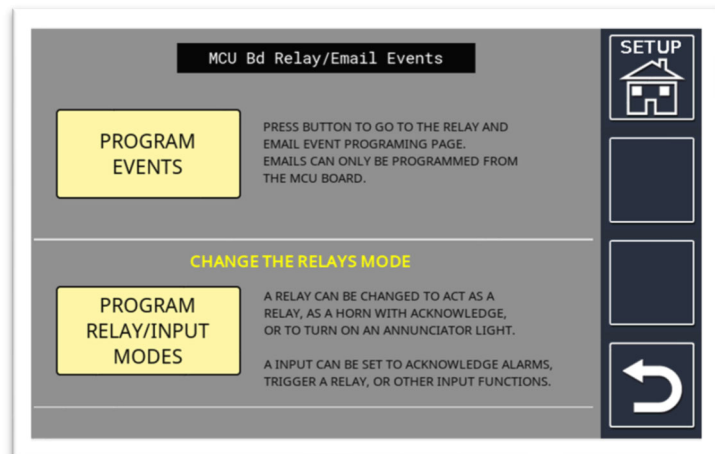 MCU Bd Relay/Email Events
SETUP
PROGRAM
EVENTS
PRESS BUTTON TO GO TO THE RELAY AND
EMAIL EVENT PROGRAMING PAGE.
EMAILS CAN ONLY BE PROGRAMMED FROM
THE MCU BOARD.
CHANGE THE RELAYS MODE
PROGRAM
RELAY/INPUT
MODES
A RELAY CAN BE CHANGED TO ACT AS A
RELAY, AS A HORN WITH ACKNOWLEDGE,
OR TO TURN ON AN ANNUNCIATOR LIGHT.
A INPUT CAN BE SET TO ACKNOWLEDGE ALARMS,
TRIGGER A RELAY, OR OTHER INPUT FUNCTIONS.